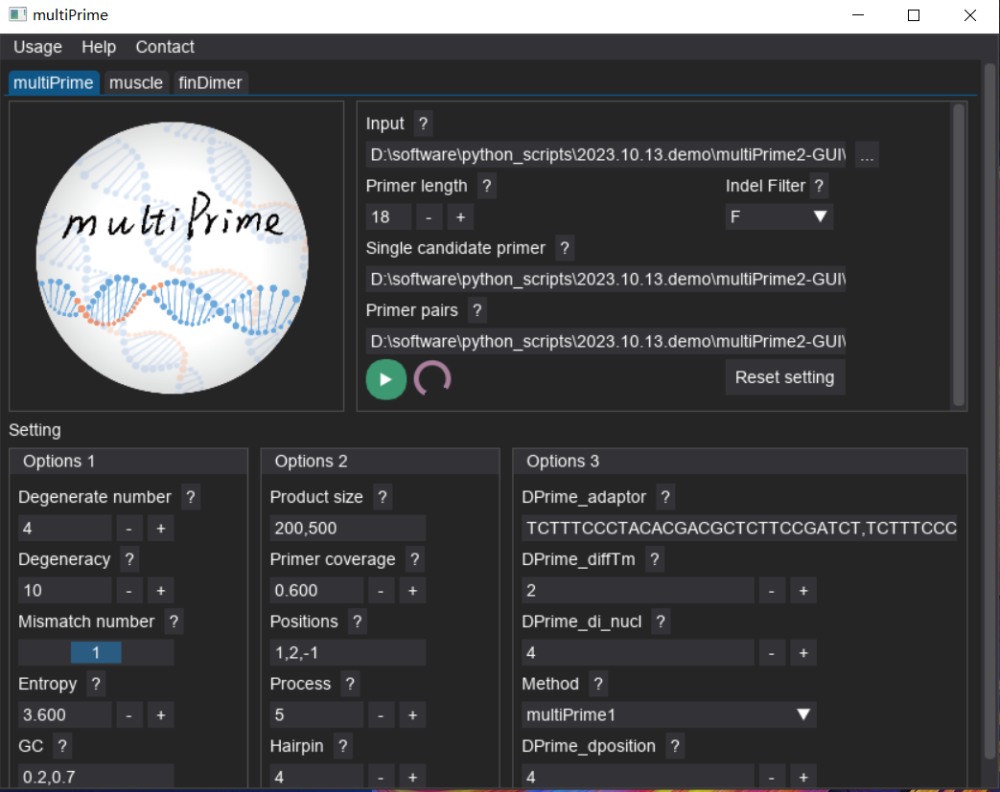 multiPrime
Usage Help Contact
multiPrime muscle finDimer
multiPrime
Input ?
D:\software\python_scripts\2023.10.13.demo\multiPrime2-GUI\ ...
Primer length ? Indel Filter ?
18 - + F
Single candidate primer ?
D:\software\python_scripts\2023.10.13.demo\multiPrime2-GUI\
Primer pairs ?
D:\software\python_scripts\2023.10.13.demo\multiPrime2-GUI\
Reset setting
Setting
Options 1
Degenerate number ?
4 - +
Degeneracy ?
10 - +
Mismatch number ?
1
Entropy ?
3.600 - +
GC ?
0.2,0.7
Options 2
Product size ?
200,500
Primer coverage ?
0.600 - +
Positions ?
1,2,-1
Process ?
5 - +
Hairpin ?
4 - +
Options 3
DPrime_adaptor ?
TCTTTCCCTACACGACGCTCTTCCGATCT,TCTTTCCC
DPrime_diffTm ?
2 - +
DPrime_di_nucl ?
4 - +
Method ?
multiPrime1
DPrime_dposition ?
4 - +